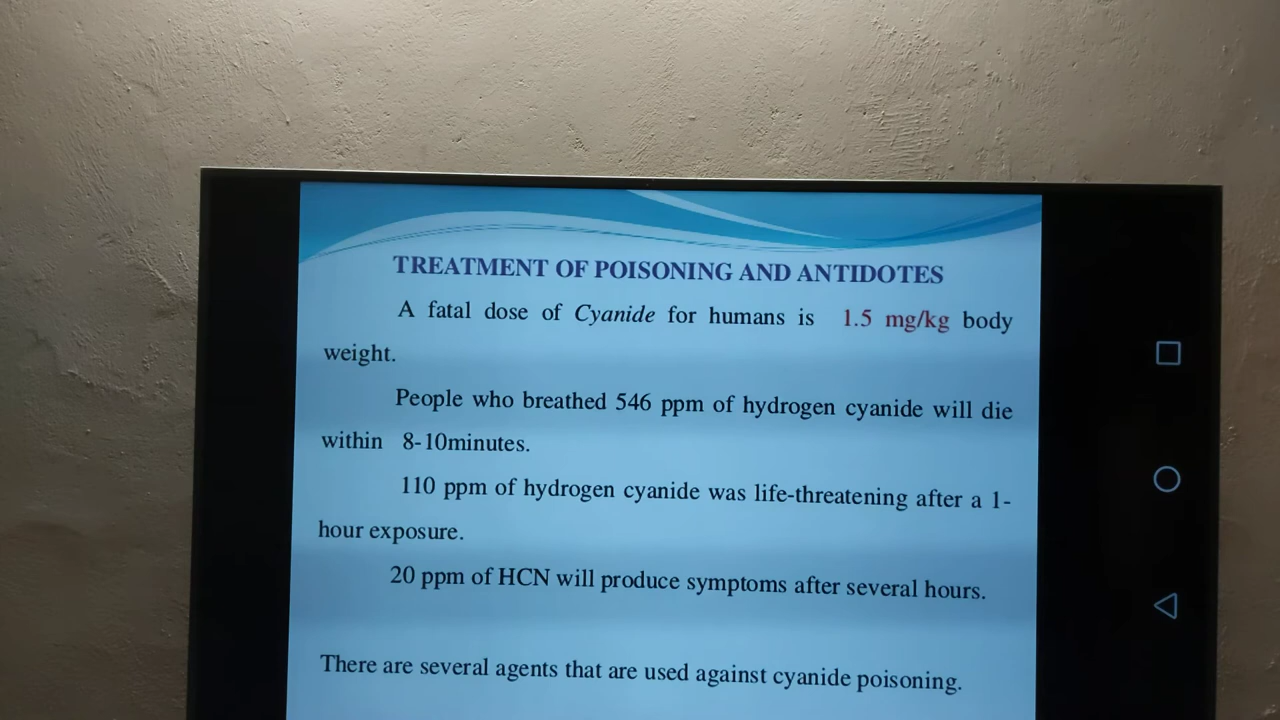 TREATMENT OF POISONING AND ANTIDOTES
A fatal dose of Cyanide for humans is 1.5 mg/kg body
weight.
People who breathed 546 ppm of hydrogen cyanide will die
within 8-10minutes.
110 ppm of hydrogen cyanide was life-threatening after a 1-
hour exposure.
20 ppm of HCN will produce symptoms after several hours.
There are several agents that are used against cyanide poisoning.